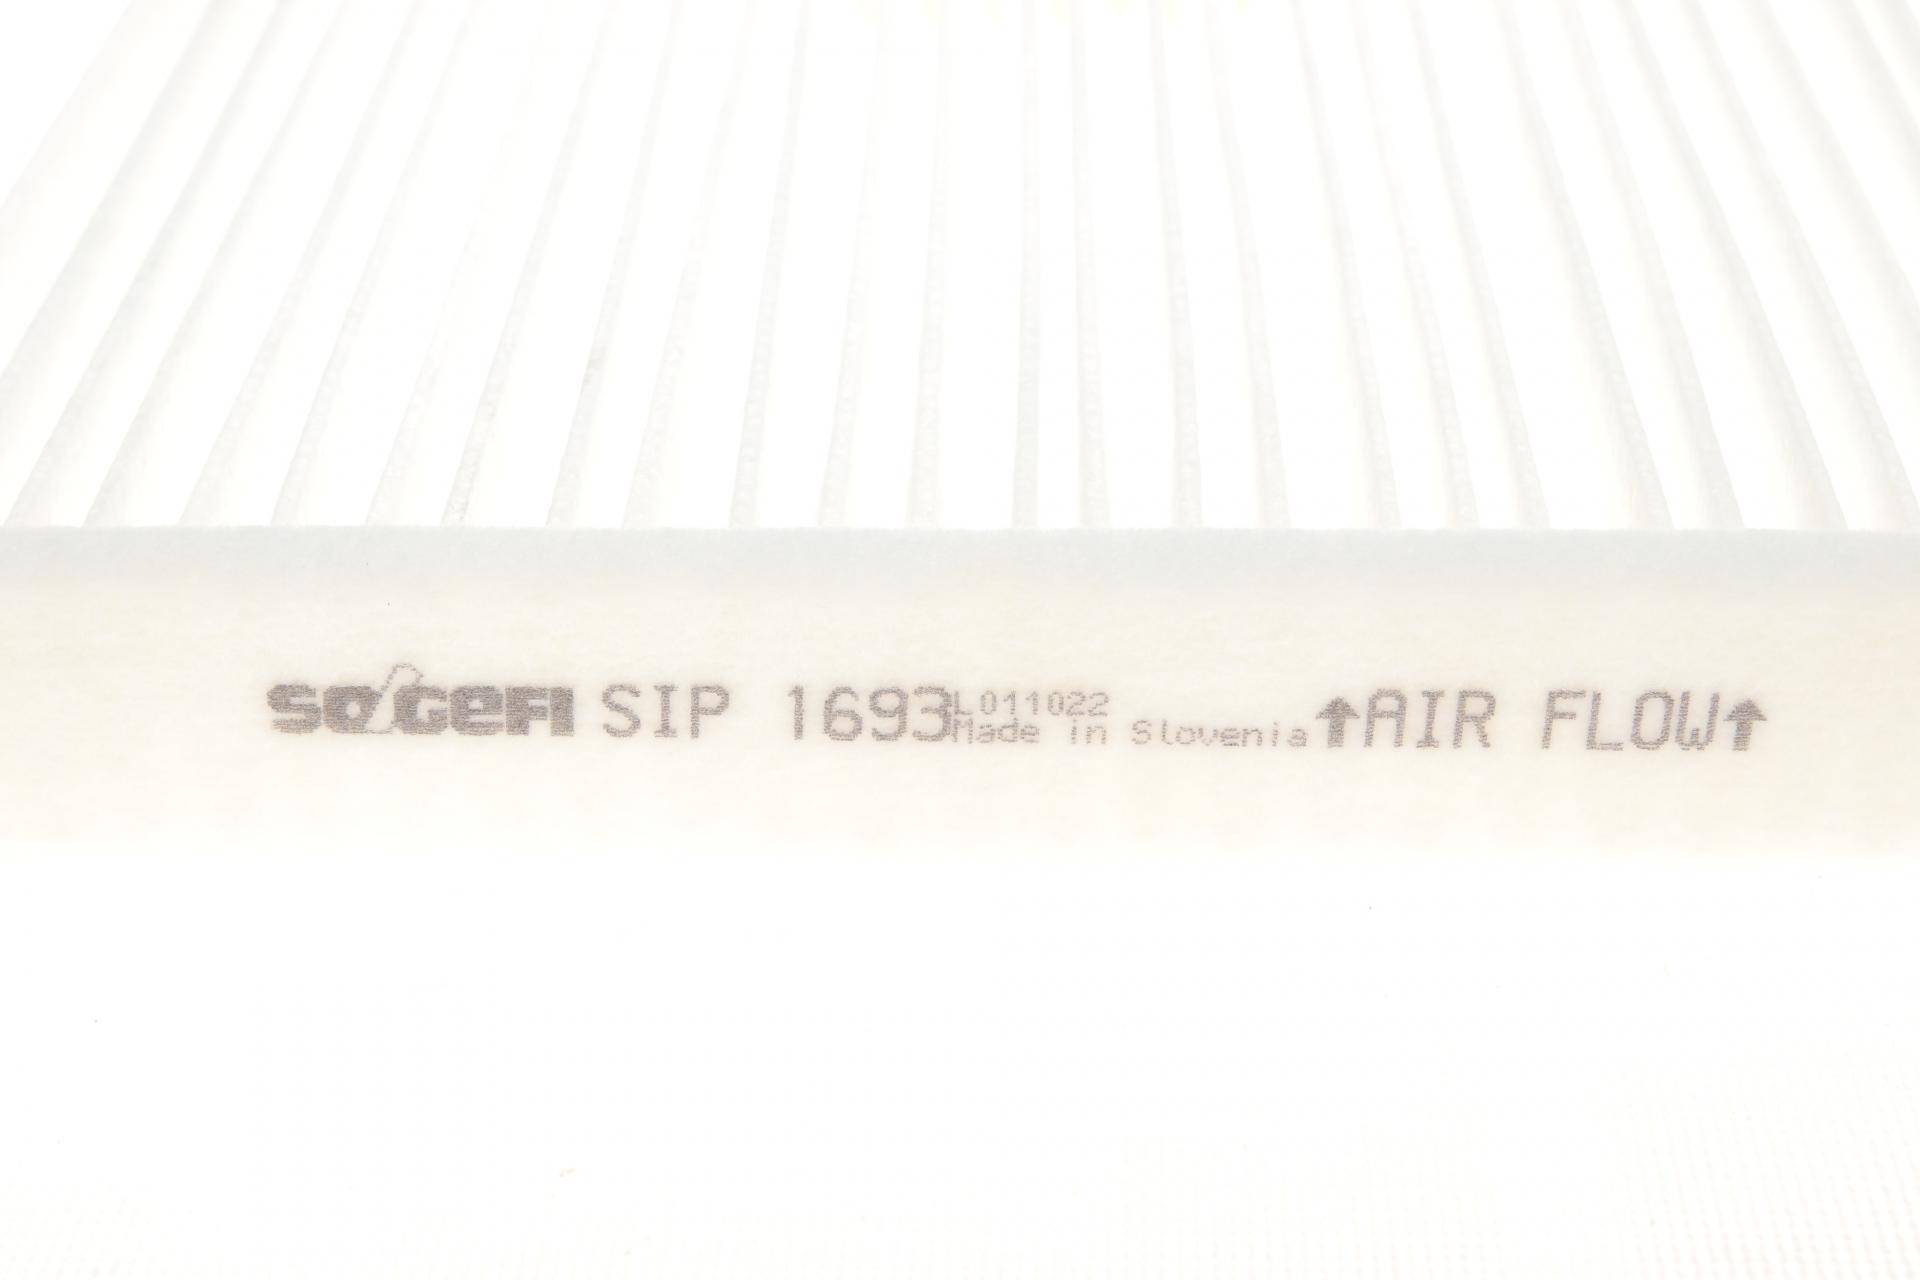 SOGEFI SIP 1693 L011022
Made in Slovenia ↑AIR FLOW↑